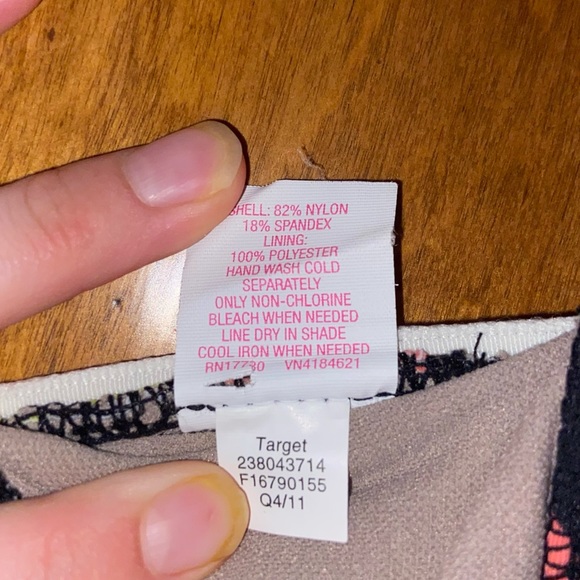 SHELL: 82% NYLON
18% SPANDEX
LINING:
100% POLYESTER
HAND WASH COLD
SEPARATELY
ONLY NON-CHLORINE
BLEACH WHEN NEEDED
LINE DRY IN SHADE
COOL IRON WHEN NEEDED
RN17730 VN4184621
Target
238043714
F16790155
Q4/11